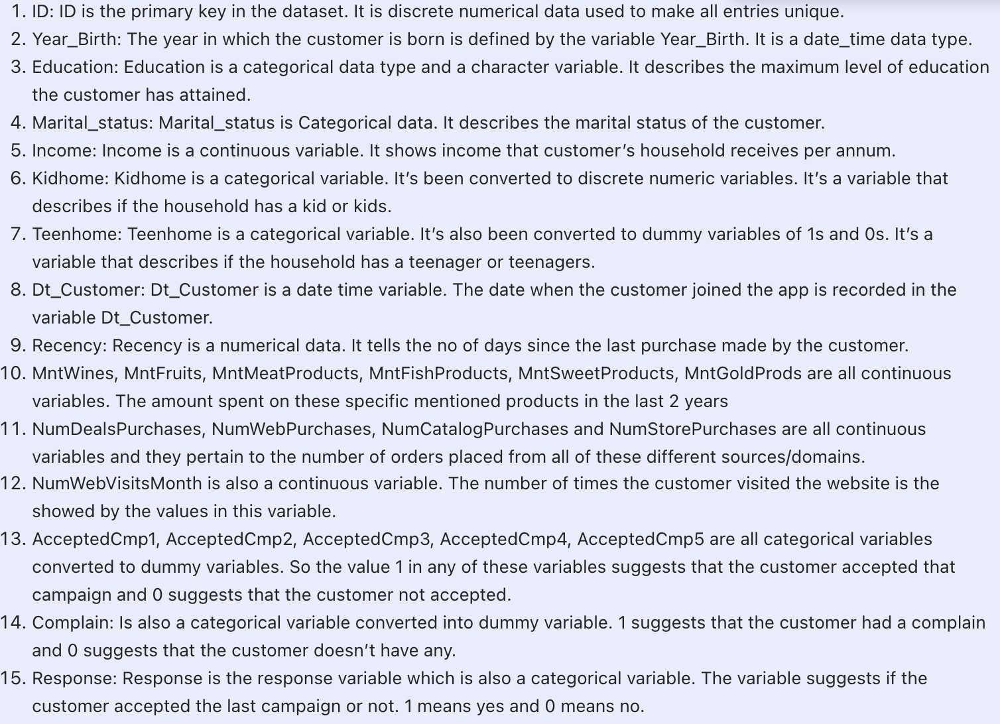 1. ID: ID is the primary key in the dataset. It is discrete numerical data used to make all entries unique.
2. Year_Birth: The year in which the customer is born is defined by the variable Year_Birth. It is a date_time data type.
3. Education: Education is a categorical data type and a character variable. It describes the maximum level of education
the customer has attained.
4. Marital_status: Marital_status is Categorical data. It describes the marital status of the customer.
5. Income: Income is a continuous variable. It shows income that customer’s household receives per annum.
6. Kidhome: Kidhome is a categorical variable. It’s been converted to discrete numeric variables. It’s a variable that
describes if the household has a kid or kids.
7. Teenhome: Teenhome is a categorical variable. It’s also been converted to dummy variables of 1s and 0s. It’s a
variable that describes if the household has a teenager or teenagers.
8. Dt_Customer: Dt_Customer is a date time variable. The date when the customer joined the app is recorded in the
variable Dt_Customer.
9. Recency: Recency is a numerical data. It tells the no of days since the last purchase made by the customer.
10. MntWines, MntFruits, MntMeatProducts, MntFishProducts, MntSweetProducts, MntGoldProds are all continuous
variables. The amount spent on these specific mentioned products in the last 2 years
11. NumDealsPurchases, NumWebPurchases, NumCatalogPurchases and NumStorePurchases are all continuous
variables and they pertain to the number of orders placed from all of these different sources/domains.
12. NumWebVisitsMonth is also a continuous variable. The number of times the customer visited the website is the
showed by the values in this variable.
13. AcceptedCmp1, AcceptedCmp2, AcceptedCmp3, AcceptedCmp4, AcceptedCmp5 are all categorical variables
converted to dummy variables. So the value 1 in any of these variables suggests that the customer accepted that
campaign and 0 suggests that the customer not accepted.
14. Complain: Is also a categorical variable converted into dummy variable. 1 suggests that the customer had a complain
and 0 suggests that the customer doesn’t have any.
15. Response: Response is the response variable which is also a categorical variable. The variable suggests if the
customer accepted the last campaign or not. 1 means yes and 0 means no.